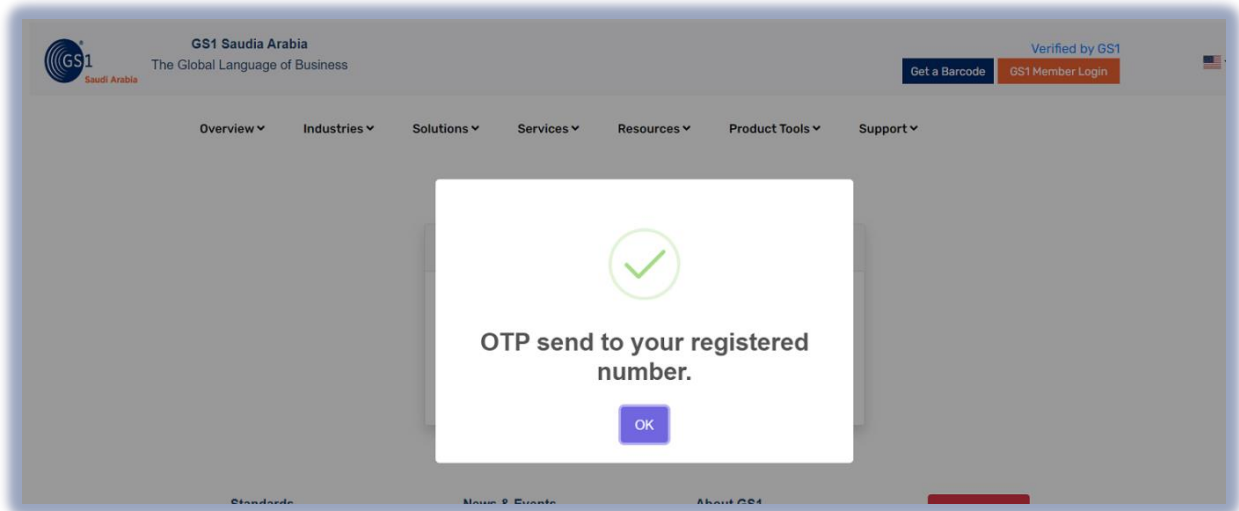 GS1
Saudi Arabia
GS1 Saudia Arabia
The Global Language of Business
Verified by GS1
Get a Barcode
GS1 Member Login
Overview
Industries
Solutions
Services
Resources
Product Tools
Support
OTP send to your registered
number.
OK
Standards
News & Events
About GS1